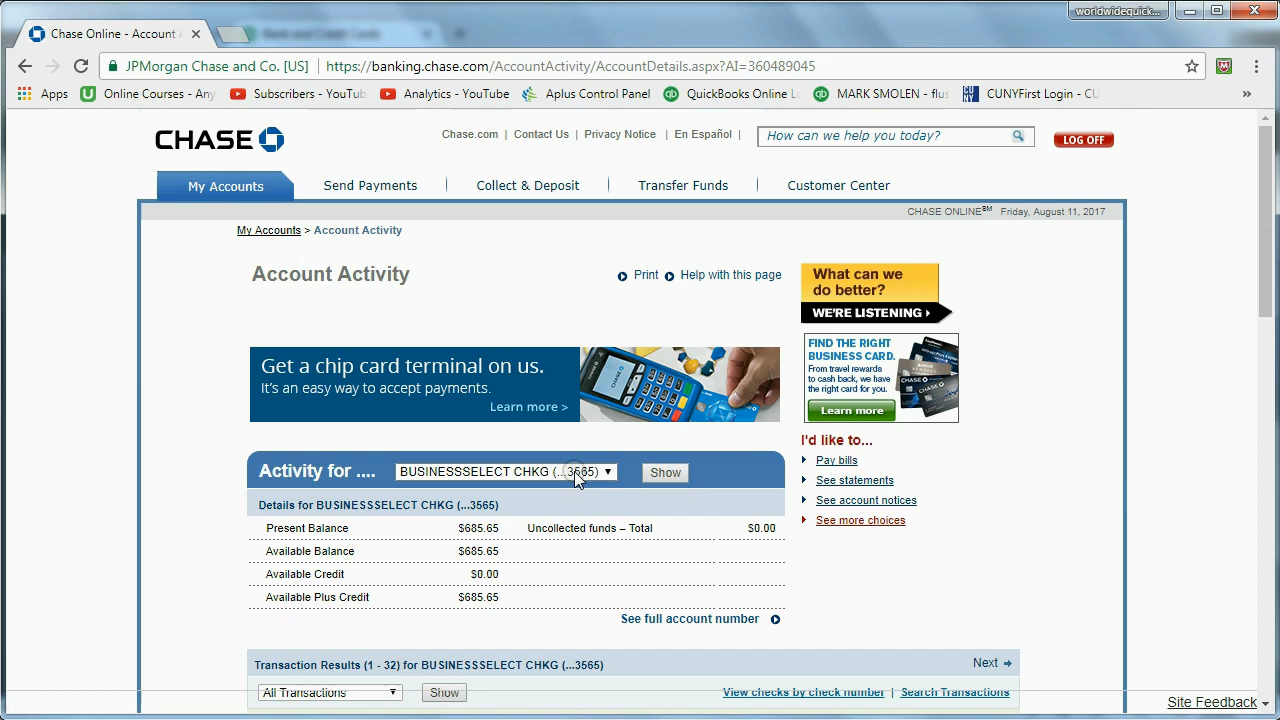 worldwidequick...
Chase Online - Account A
Bank and Credit Cards
JPMorgan Chase and Co. [US] | https://banking.chase.com/AccountActivity/AccountDetails.aspx?AI=360489045
Apps Online Courses - Any Subscribers - YouTub Analytics - YouTube Aplus Control Panel QuickBooks Online Lo MARK SMOLEN - flus CUNYFirst Login - CU »
CHASE
Chase.com | Contact Us | Privacy Notice | En Español |
How can we help you today?
LOG OFF
My Accounts Send Payments Collect & Deposit Transfer Funds Customer Center
CHASE ONLINE℠ Friday, August 11, 2017
My Accounts > Account Activity
Account Activity
Print Help with this page
What can we
do better?
WE'RE LISTENING
Get a chip card terminal on us.
It's an easy way to accept payments.
Learn more >
FIND THE RIGHT
BUSINESS CARD.
From travel rewards
to cash back, we have
the right card for you.
Learn more
I'd like to...
Pay bills
See statements
See account notices
See more choices
Activity for .... BUSINESSSELECT CHKG (...3565) Show
Details for BUSINESSSELECT CHKG (...3565)
Present Balance $685.65 Uncollected funds – Total $0.00
Available Balance $685.65
Available Credit $0.00
Available Plus Credit $685.65
See full account number
Transaction Results (1 - 32) for BUSINESSSELECT CHKG (...3565) Next
All Transactions Show View checks by check number | Search Transactions
Site Feedback